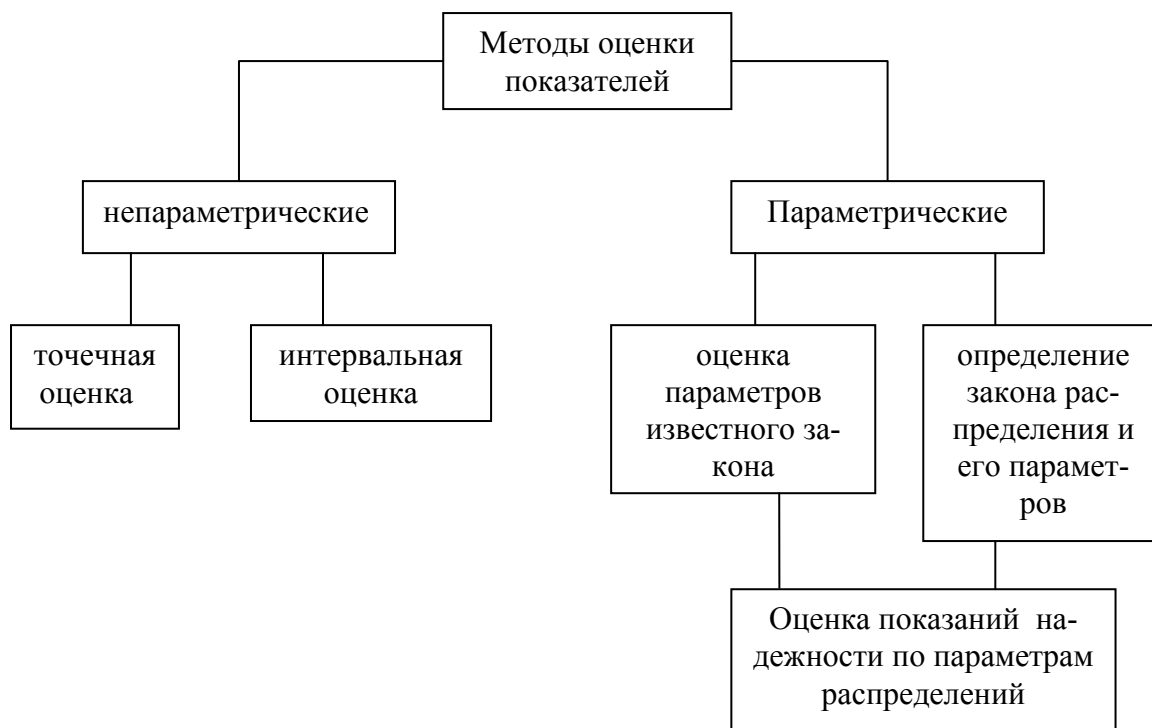 Методы оценки
показателей
непараметрические
Параметрические
точечная
оценка
интервальная
оценка
оценка
параметров
известного за-
кона
определение
закона рас-
пределения и
его парамет-
ров
Оценка показаний на-
дежности по параметрам
распределений